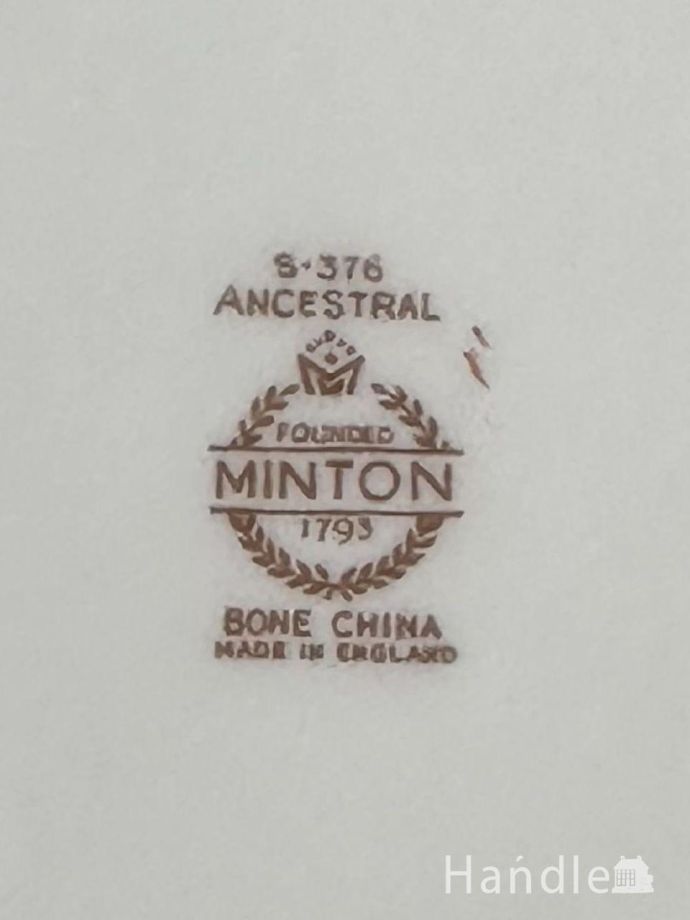 S·376
ANCESTRAL
FOUNDED
MINTON
1793
BONE CHINA
MADE IN ENGLAND
Handle